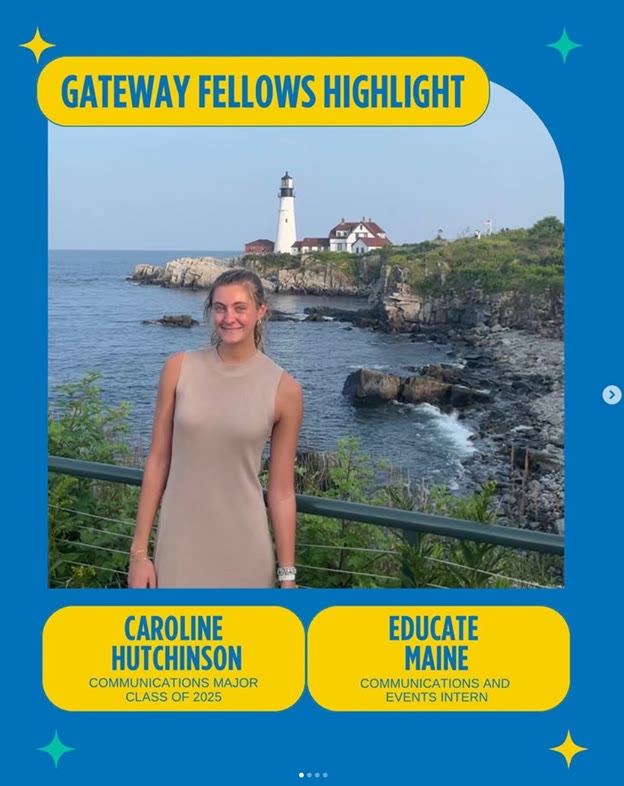 GATEWAY FELLOWS HIGHLIGHT
CAROLINE
HUTCHINSON
COMMUNICATIONS MAJOR
CLASS OF 2025
EDUCATE
MAINE
COMMUNICATIONS AND
EVENTS INTERN